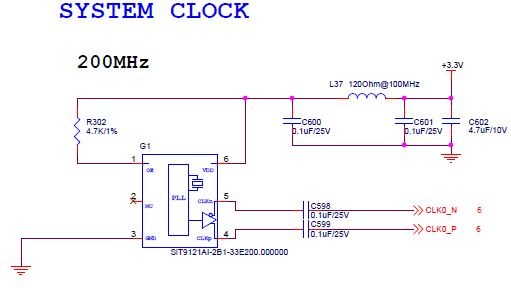 SYSTEM CLOCK
200MHz
+3.3V
L37 120Ohm@100MHz
R302
4.7K/1%
C600
0.1uF/25V
C601
0.1uF/25V
C602
4.7uF/10V
G1
1 OE VDD 6
PLL
2 NC CLKn 5
C598
0.1uF/25V
CLK0_N 6
3 GND CLKp 4
C599
0.1uF/25V
CLK0_P 6
SIT9121AI-2B1-33E200.000000